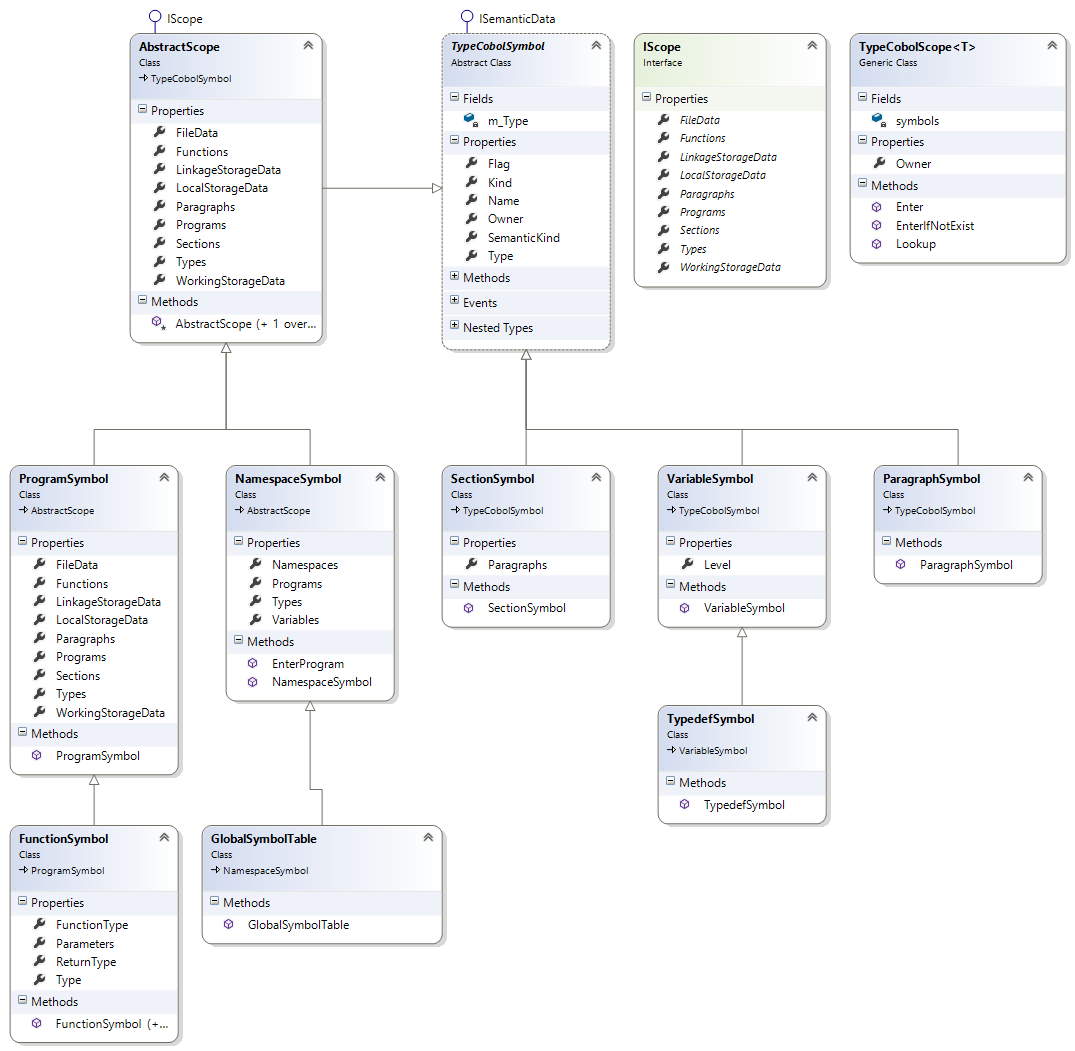 IScope
AbstractScope
Class
TypeCobolSymbol
Properties
FileData
Functions
LinkageStorageData
LocalStorageData
Paragraphs
Programs
Sections
Types
WorkingStorageData
Methods
AbstractScope (+ 1 over...
ISemanticData
TypeCobolSymbol
Abstract Class
Fields
m_Type
Properties
Flag
Kind
Name
Owner
SemanticKind
Type
Methods
Events
Nested Types
IScope
Interface
Properties
FileData
Functions
LinkageStorageData
LocalStorageData
Paragraphs
Programs
Sections
Types
WorkingStorageData
TypeCobolScope<T>
Generic Class
Fields
symbols
Properties
Owner
Methods
Enter
EnterIfNotExist
Lookup
ProgramSymbol
Class
AbstractScope
Properties
FileData
Functions
LinkageStorageData
LocalStorageData
Paragraphs
Programs
Sections
Types
WorkingStorageData
Methods
ProgramSymbol
NamespaceSymbol
Class
AbstractScope
Properties
Namespaces
Programs
Types
Variables
Methods
EnterProgram
NamespaceSymbol
SectionSymbol
Class
TypeCobolSymbol
Properties
Paragraphs
Methods
SectionSymbol
VariableSymbol
Class
TypeCobolSymbol
Properties
Level
Methods
VariableSymbol
ParagraphSymbol
Class
TypeCobolSymbol
Methods
ParagraphSymbol
TypedefSymbol
Class
VariableSymbol
Methods
TypedefSymbol
FunctionSymbol
Class
ProgramSymbol
Properties
FunctionType
Parameters
ReturnType
Type
Methods
FunctionSymbol (+...
GlobalSymbolTable
Class
NamespaceSymbol
Methods
GlobalSymbolTable